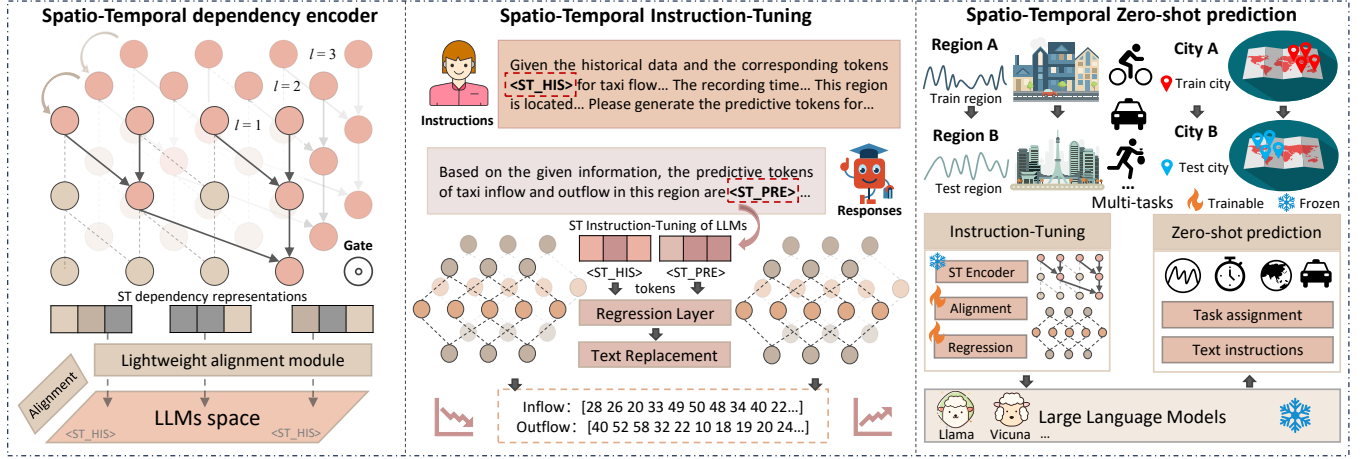 Spatio-Temporal dependency encoder
l = 3
l = 2
l = 1
Gate
ST dependency representations
Lightweight alignment module
Alignment
LLMs space
<ST_HIS>
<ST_HIS>
Spatio-Temporal Instruction-Tuning
Instructions
Given the historical data and the corresponding tokens
<ST_HIS> for taxi flow... The recording time... This region
is located... Please generate the predictive tokens for...
Based on the given information, the predictive tokens
of taxi inflow and outflow in this region are <ST_PRE> ...
Responses
ST Instruction-Tuning of LLMs
<ST_HIS>
<ST_PRE>
tokens
Regression Layer
Text Replacement
Inflow: [28 26 20 33 49 50 48 34 40 22...]
Outflow: [40 52 58 32 22 10 18 19 20 24...]
Spatio-Temporal Zero-shot prediction
Region A
Train region
Region B
Test region
City A
Train city
City B
Test city
...
Multi-tasks
Trainable
Frozen
Instruction-Tuning
ST Encoder
Alignment
Regression
Zero-shot prediction
Task assignment
Text instructions
Large Language Models
Llama
Vicuna
...